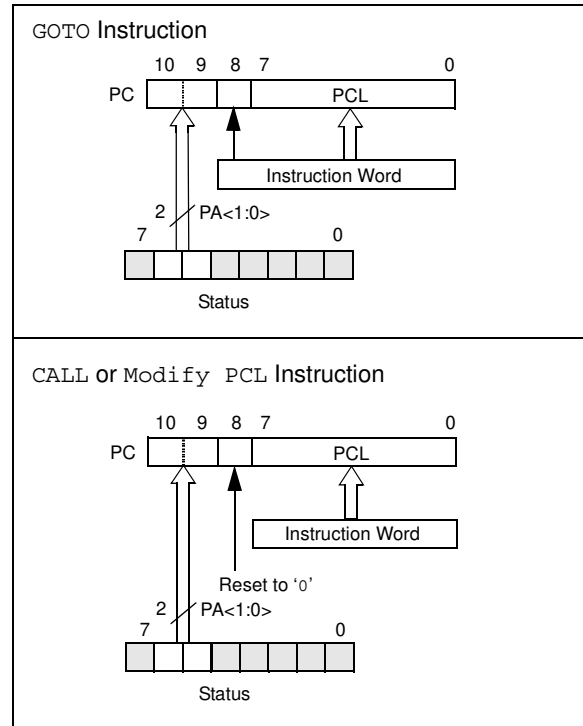 GOTO Instruction
10 9 8 7 0
PC PCL
Instruction Word
2 PA<1:0>
7 0
Status
CALL or Modify PCL Instruction
10 9 8 7 0
PC PCL
Instruction Word
Reset to ‘0’
2 PA<1:0>
7 0
Status